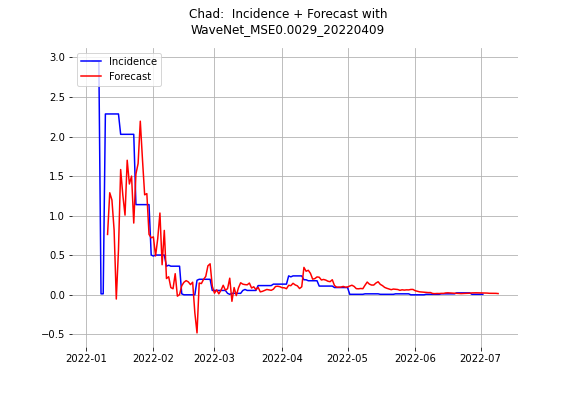 Chad:  Incidence + Forecast with
WaveNet_MSE0.0029_20220409
Incidence
Forecast
3.0
2.5
2.0
1.5
1.0
0.5
0.0
−0.5
2022-01 2022-02 2022-03 2022-04 2022-05 2022-06 2022-07